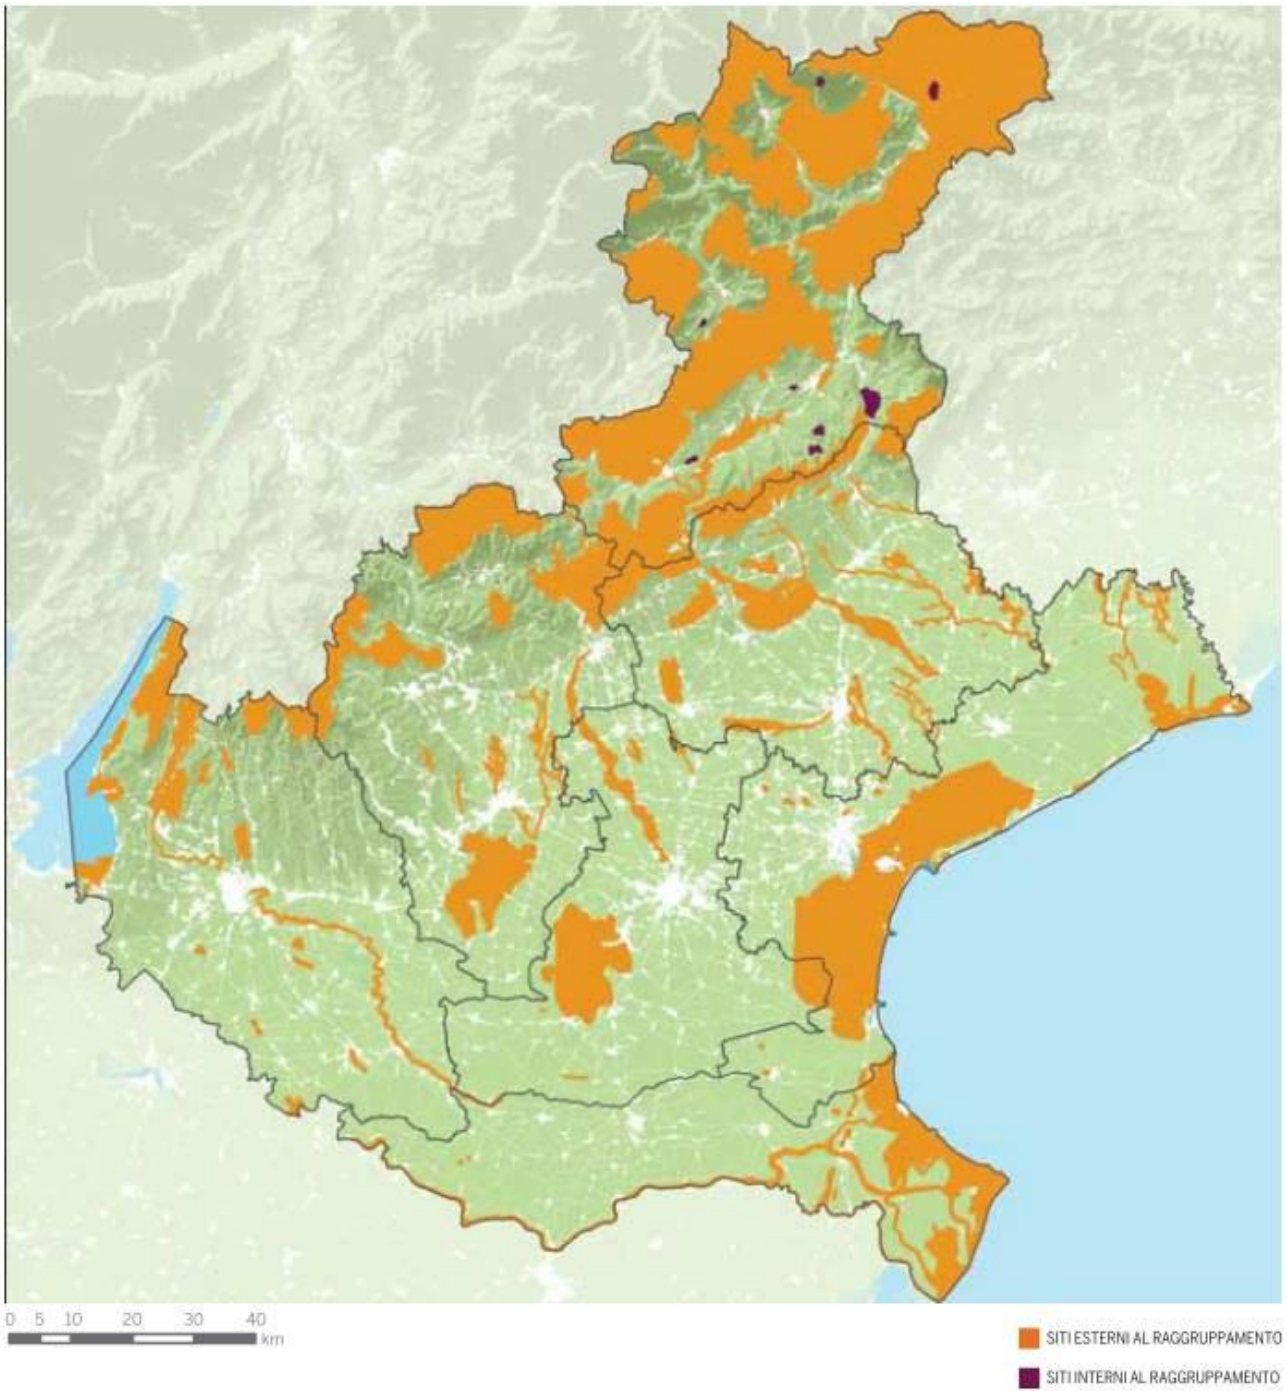 0 5 10 20 30 40
km
SITI ESTERNI AL RAGGRUPPAMENTO
SITI INTERNI AL RAGGRUPPAMENTO